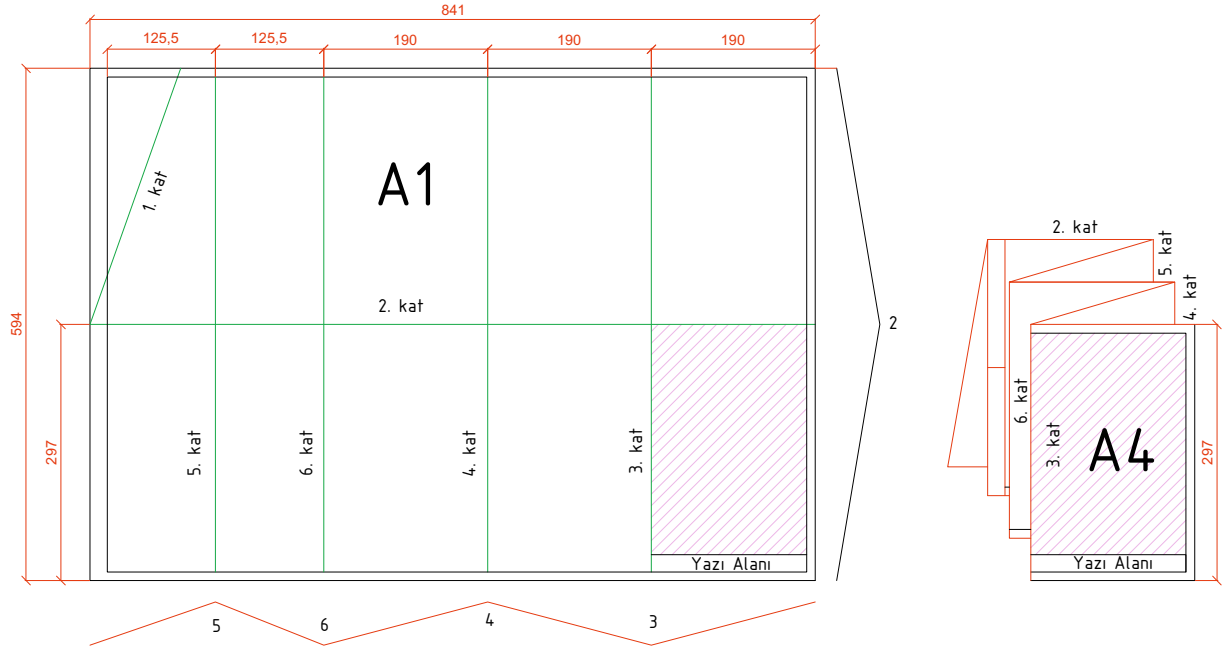 841
125,5
125,5
190
190
190
594
1. kat
A1
2. kat
2
297
5. kat
6. kat
4. kat
3. kat
Yazı Alanı
5
6
4
3
2. kat
5. kat
4. kat
6. kat
3. kat
A4
297
Yazı Alanı